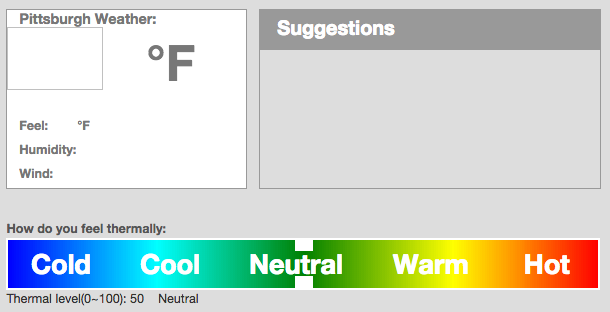 Pittsburgh Weather:
°F
Feel: °F
Humidity:
Wind:
Suggestions
How do you feel thermally:
Cold Cool Neutral Warm Hot
Thermal level(0~100): 50 Neutral